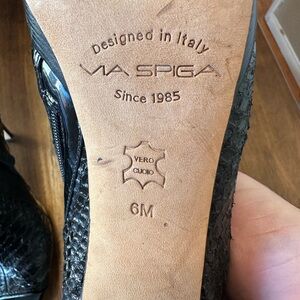 Designed in Italy
VIA SPIGA
Since 1985
VERO
CUOIO
6M